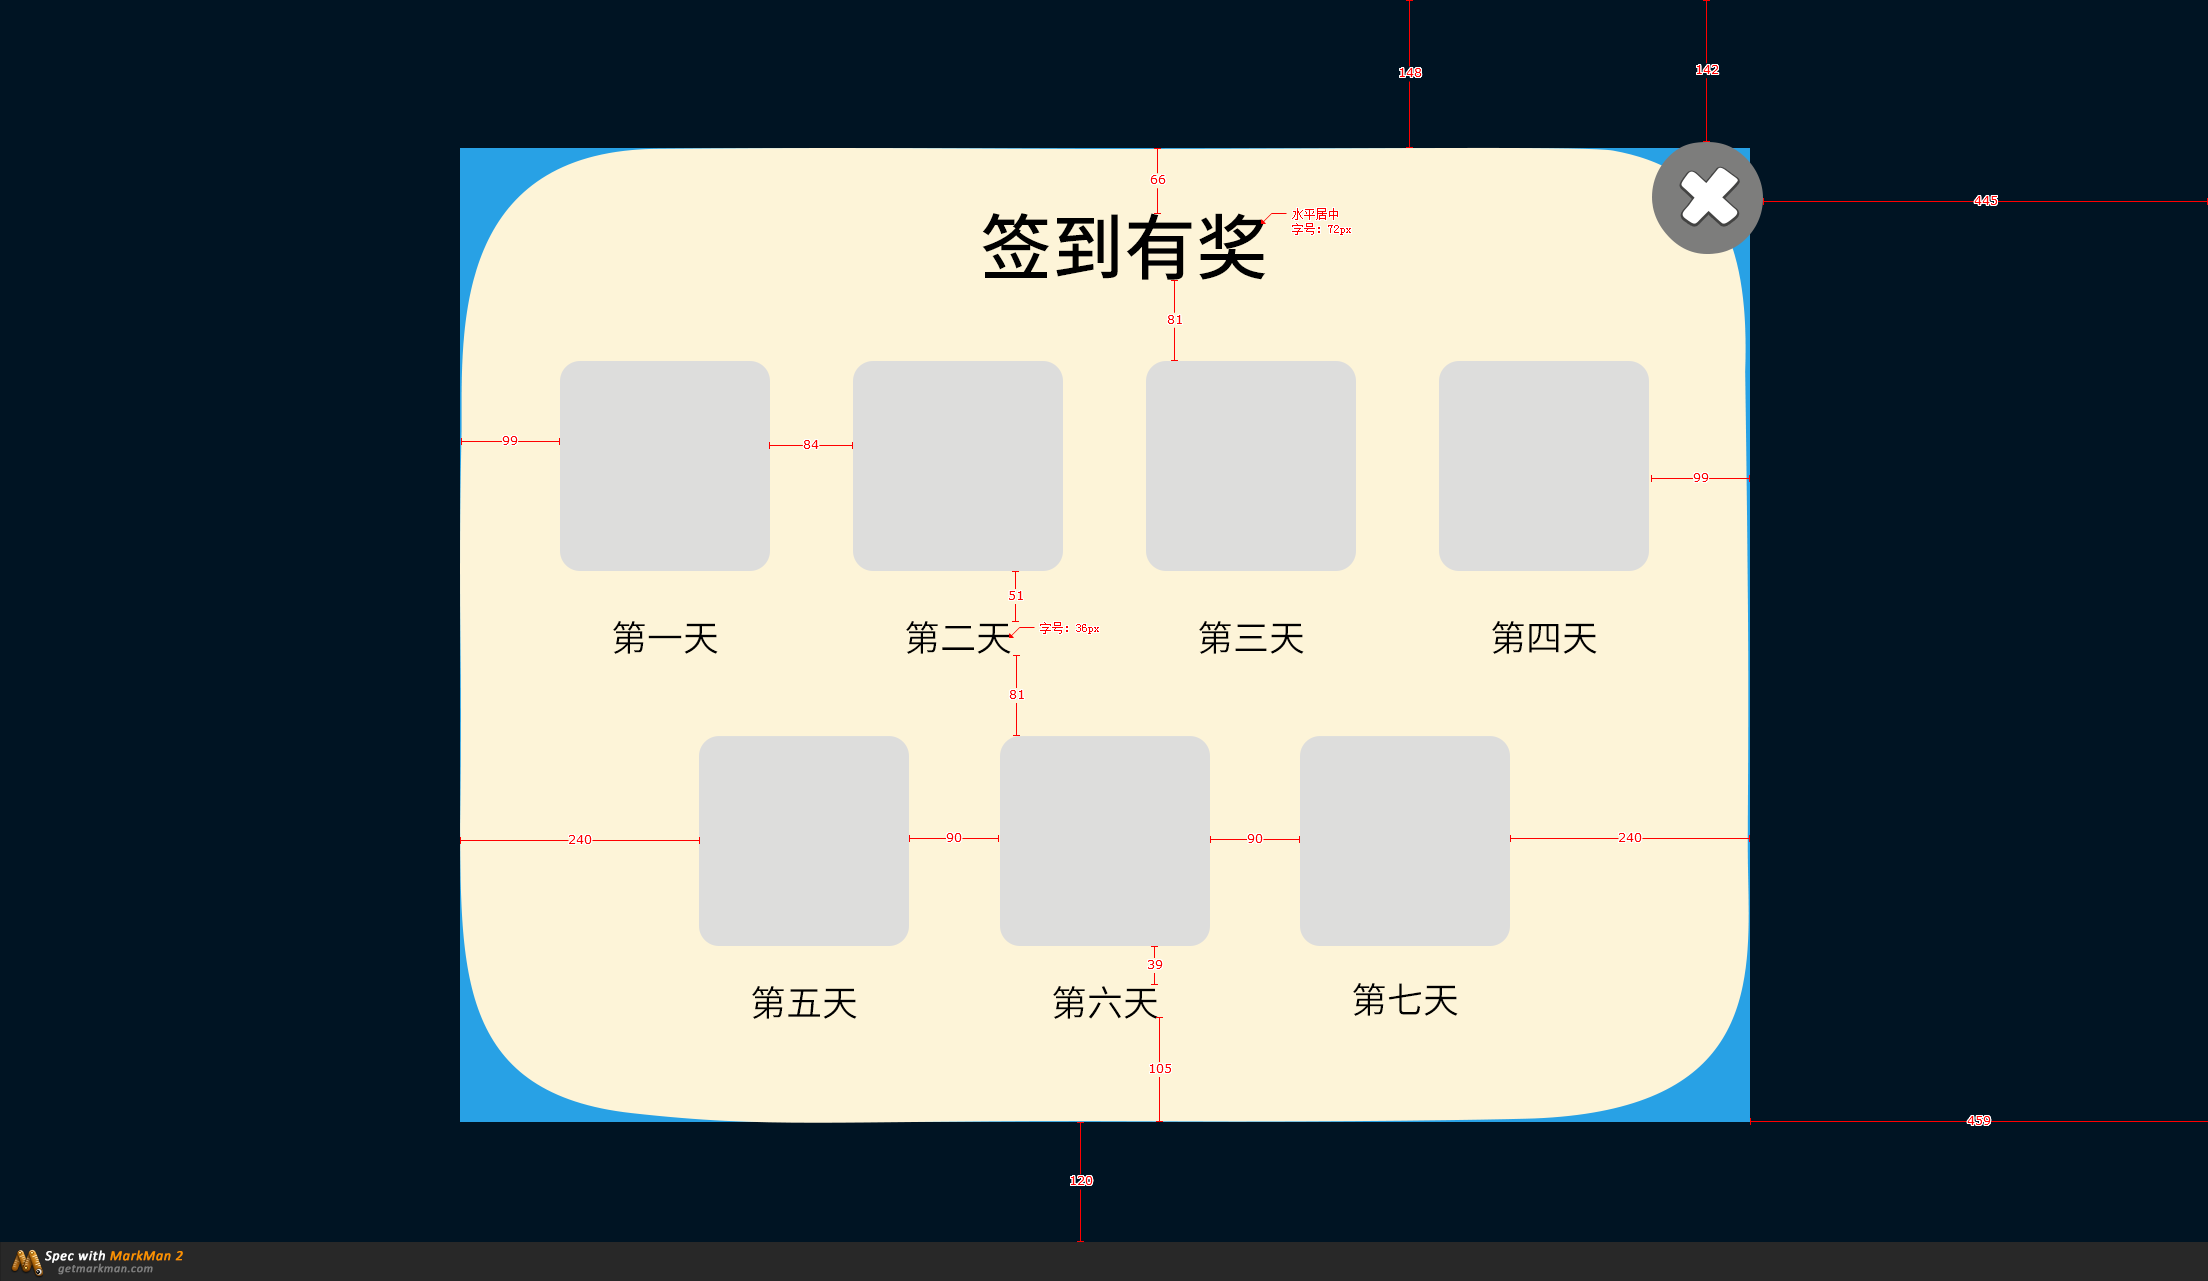 148
142
66
445
水平居中
字号：72px
签到有奖
81
99
84
99
51
第一天
第二天
字号：36px
第三天
第四天
81
240
90
90
240
39
第五天
第六天
第七天
105
459
120
Spec with MarkMan 2
getmarkman.com